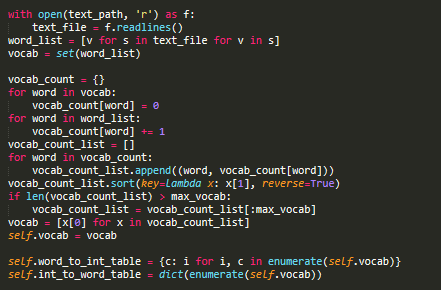 with open(text_path, 'r') as f:
    text_file = f.readlines()
word_list = [v for s in text_file for v in s]
vocab = set(word_list)

vocab_count = {}
for word in vocab:
    vocab_count[word] = 0
for word in word_list:
    vocab_count[word] += 1
vocab_count_list = []
for word in vocab_count:
    vocab_count_list.append((word, vocab_count[word]))
vocab_count_list.sort(key=lambda x: x[1], reverse=True)
if len(vocab_count_list) > max_vocab:
    vocab_count_list = vocab_count_list[:max_vocab]
vocab = [x[0] for x in vocab_count_list]
self.vocab = vocab

self.word_to_int_table = {c: i for i, c in enumerate(self.vocab)}
self.int_to_word_table = dict(enumerate(self.vocab))